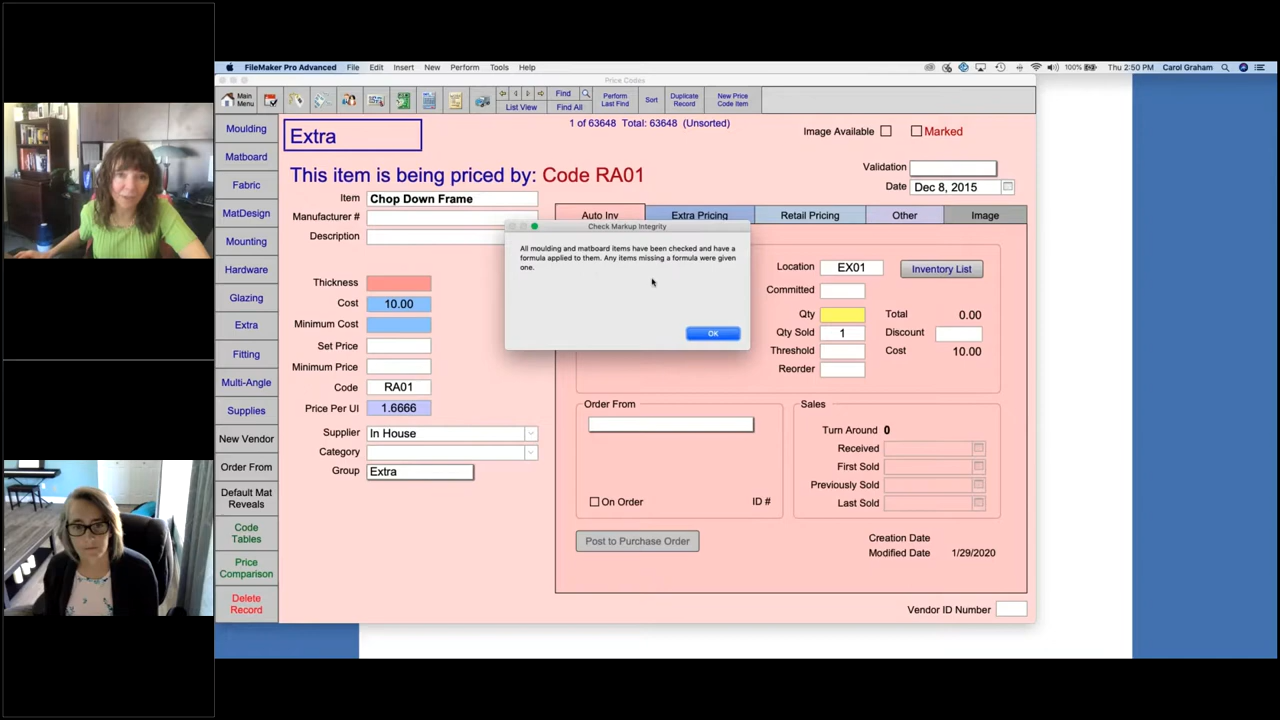 FileMaker Pro Advanced File Edit Insert Format New Perform Tools Help 100% Thu 2:50 PM Carol Graham
Price Codes
Main Menu
List View
Find
Find All
Perform Last Find
Sort
Duplicate Record
New Price Code Item
Moulding
Matboard
Fabric
MatDesign
Mounting
Hardware
Glazing
Extra
Fitting
Multi-Angle
Supplies
New Vendor
Order From
Default Mat Reveals
Code Tables
Price Comparison
Delete Record
Extra
1 of 63648 Total: 63648 (Unsorted)
Image Available
Marked
This item is being priced by: Code RA01
Validation
Date Dec 8, 2015
Item Chop Down Frame
Manufacturer #
Description
Thickness
Cost 10.00
Minimum Cost
Set Price
Minimum Price
Code RA01
Price Per UI 1.6666
Supplier In House
Category
Group Extra
Auto Inv Extra Pricing Retail Pricing Other Image
Check Markup Integrity
All moulding and matboard items have been checked and have a
formula applied to them. Any items missing a formula were given
one.
OK
Location EX01 Inventory List
Committed
Qty Total 0.00
Qty Sold 1 Discount
Threshold Cost 10.00
Reorder
Order From
On Order ID #
Post to Purchase Order
Sales
Turn Around 0
Received
First Sold
Previously Sold
Last Sold
Creation Date
Modified Date 1/29/2020
Vendor ID Number